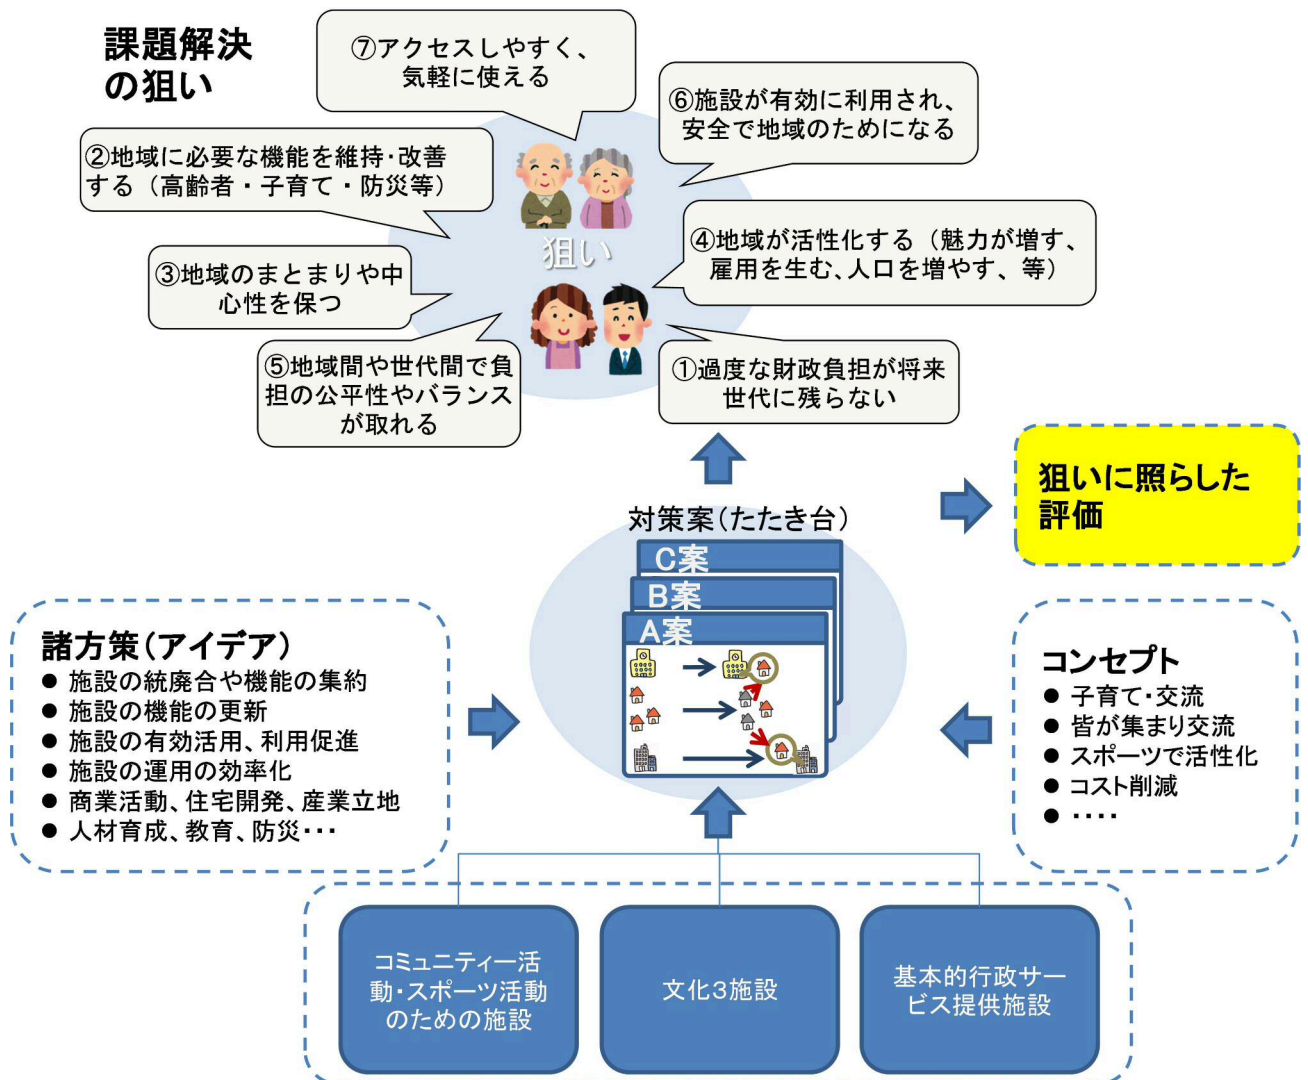 課題解決
の狙い
⑦アクセスしやすく、
気軽に使える
⑥施設が有効に利用され、
安全で地域のためになる
②地域に必要な機能を維持・改善
する（高齢者・子育て・防災等）
狙い
④地域が活性化する（魅力が増す、
雇用を生む、人口を増やす、等）
③地域のまとまりや中
心性を保つ
⑤地域間や世代間で負
担の公平性やバランス
が取れる
①過度な財政負担が将来
世代に残らない
狙いに照らした
評価
対策案（たたき台）
C案
B案
A案
諸方策（アイデア）
● 施設の統廃合や機能の集約
● 施設の機能の更新
● 施設の有効活用、利用促進
● 施設の運用の効率化
● 商業活動、住宅開発、産業立地
● 人材育成、教育、防災・・・
コンセプト
● 子育て・交流
● 皆が集まり交流
● スポーツで活性化
● コスト削減
● ・・・・
コミュニティー活
動・スポーツ活動
のための施設
文化３施設
基本的行政サー
ビス提供施設